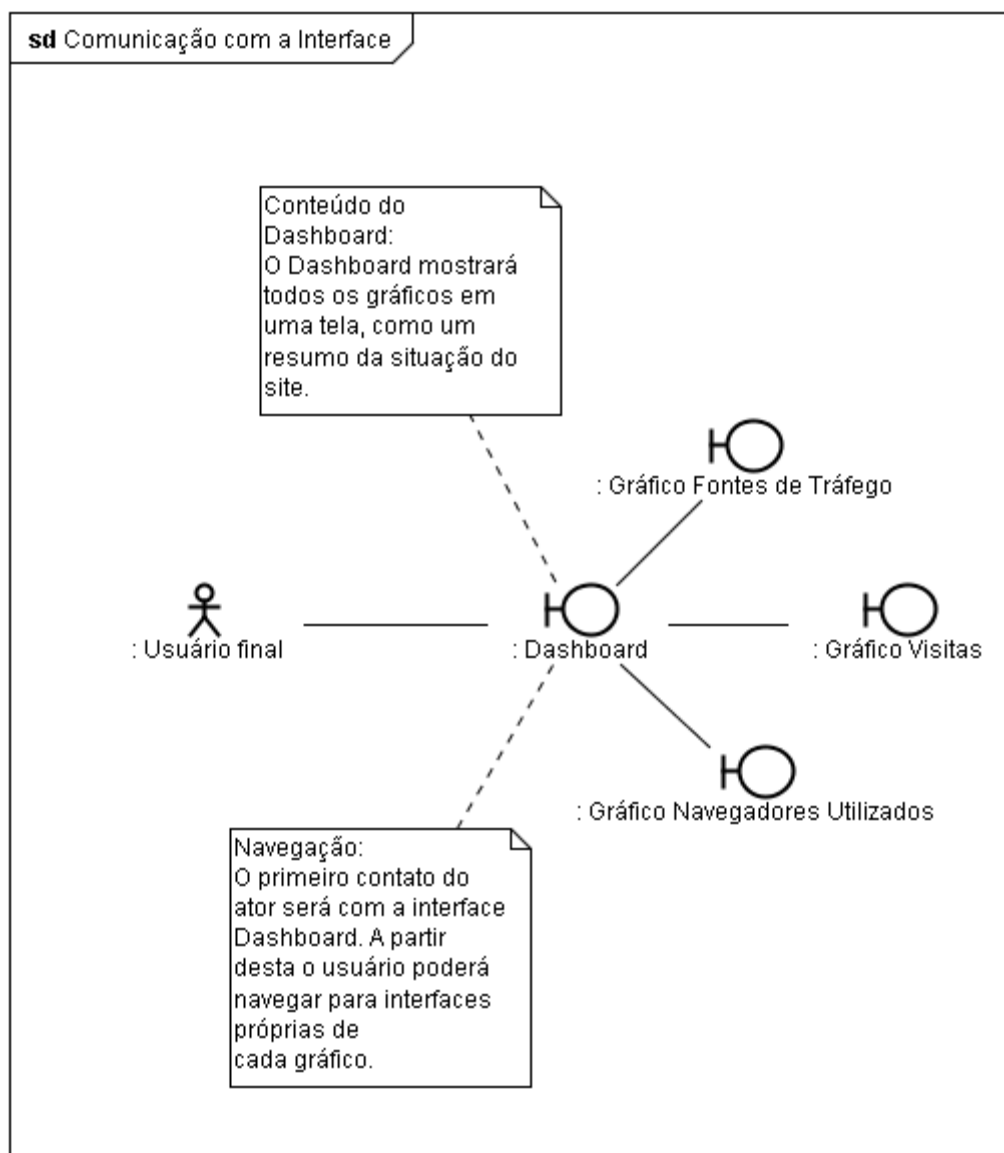 sd Comunicação com a Interface
Conteúdo do
Dashboard:
O Dashboard mostrará
todos os gráficos em
uma tela, como um
resumo da situação do
site.
: Gráfico Fontes de Tráfego
: Usuário final
: Dashboard
: Gráfico Visitas
: Gráfico Navegadores Utilizados
Navegação:
O primeiro contato do
ator será com a interface
Dashboard. A partir
desta o usuário poderá
navegar para interfaces
próprias de
cada gráfico.